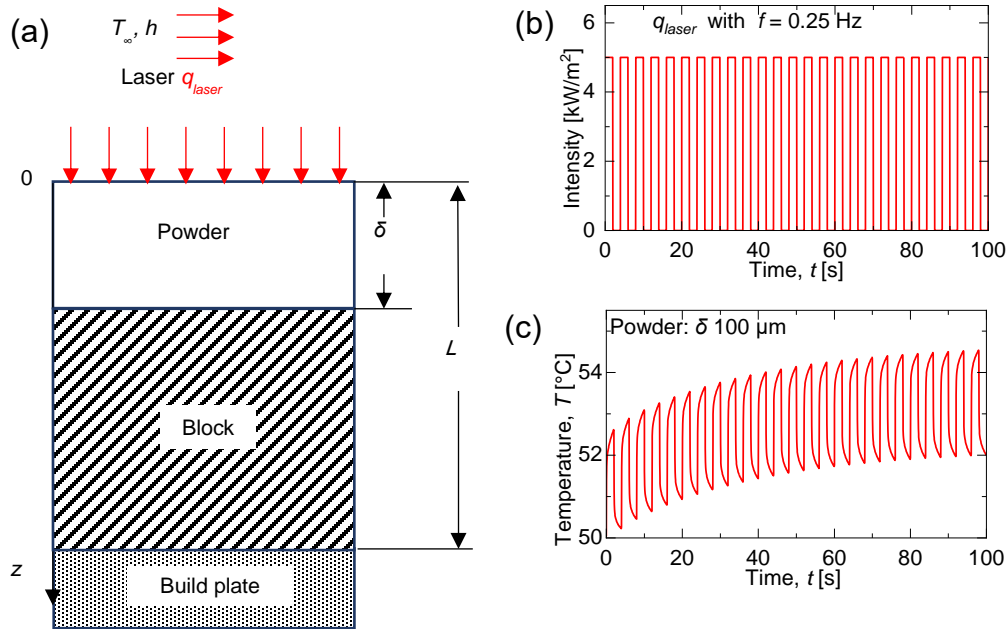 (a)
T∞, h
Laser q_laser
0
Powder
δ
L
Block
z
Build plate
(b)
q_laser with f = 0.25 Hz
Intensity [kW/m²]
6
4
2
0
0 20 40 60 80 100
Time, t [s]
(c)
Powder: δ 100 μm
Temperature, T [°C]
54
52
50
0 20 40 60 80 100
Time, t [s]